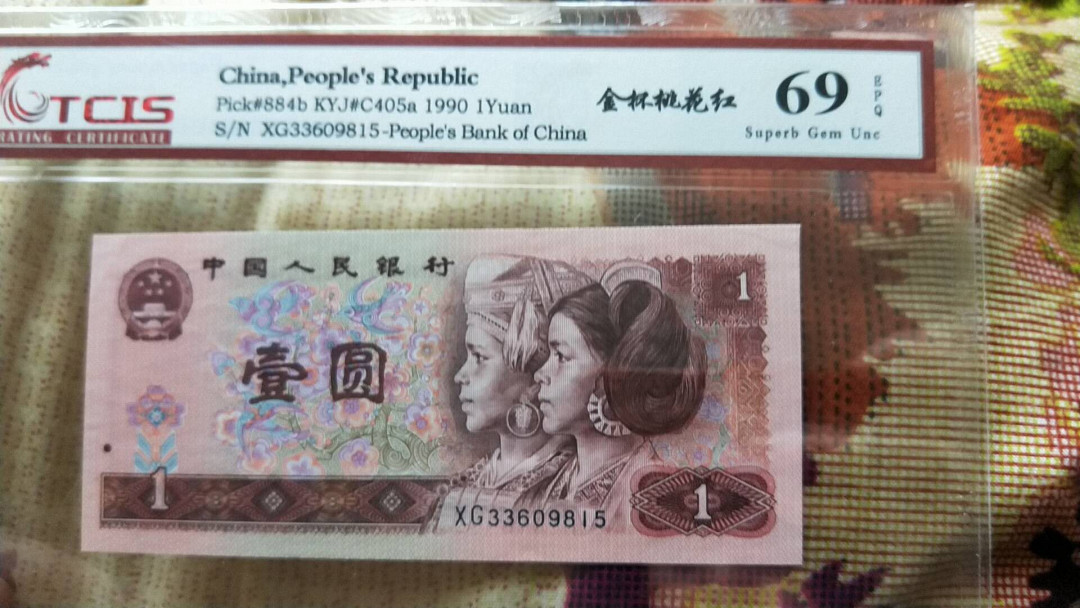 China,People's Republic
Pick#884b KYJ#C405a 1990 1Yuan
S/N XG33609815-People's Bank of China
金杯桃花红
69
EPQ
Superb Gem Unc
TCIS
RATING CERTIFICATE
中国人民银行
1
壹圆
1
XG33609815
1